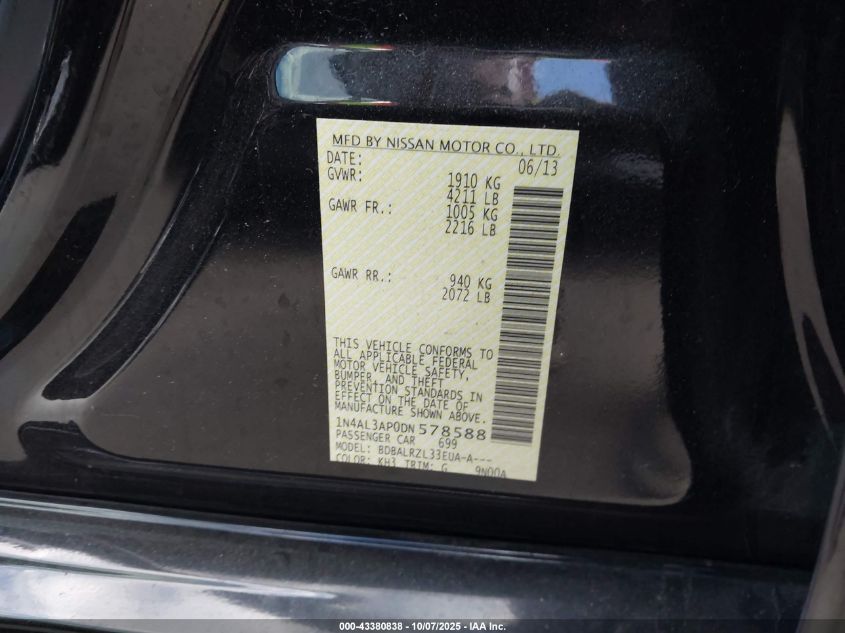 MFD BY NISSAN MOTOR CO., LTD.
DATE: 06/13
GVWR: 1910 KG
4211 LB
GAWR FR.: 1005 KG
2216 LB
GAWR RR.: 940 KG
2072 LB
THIS VEHICLE CONFORMS TO
ALL APPLICABLE FEDERAL
MOTOR VEHICLE SAFETY,
BUMPER, AND THEFT
PREVENTION STANDARDS IN
EFFECT ON THE DATE OF
MANUFACTURE SHOWN ABOVE.
1N4AL3AP0DN578588
PASSENGER CAR 699
MODEL: BDBALRZL33EUA-A---
COLOR: KH3 TRIM: G 9N00A
000-43380838 - 10/07/2025 - IAA Inc.